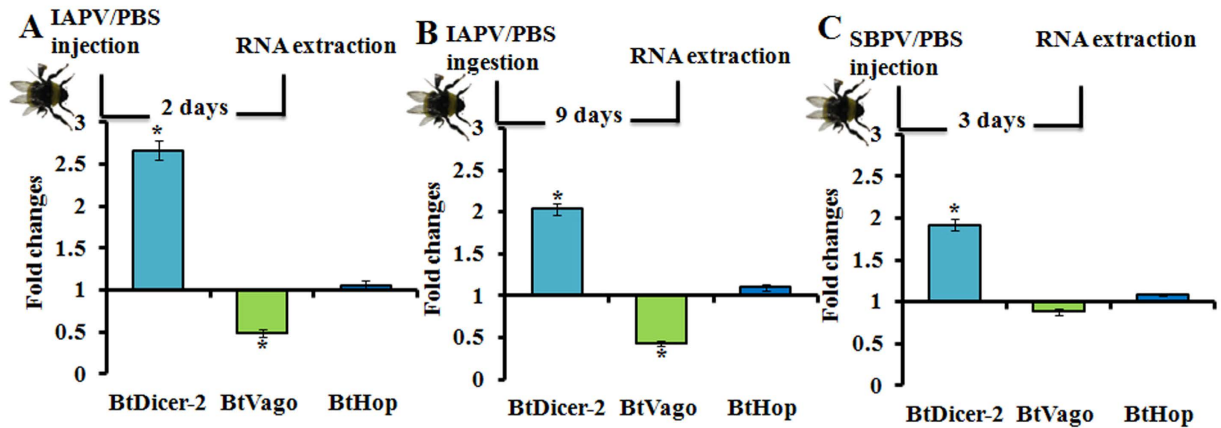 A
IAPV/PBS
injection
RNA extraction
2 days
Fold changes
3
2.5
2
1.5
1
0.5
0
*
*
BtDicer-2
BtVago
BtHop
B
IAPV/PBS
ingestion
RNA extraction
9 days
Fold changes
3
2.5
2
1.5
1
0.5
0
*
*
BtDicer-2
BtVago
BtHop
C
SBPV/PBS
injection
RNA extraction
3 days
Fold changes
3
2.5
2
1.5
1
0.5
0
*
BtDicer-2
BtVago
BtHop